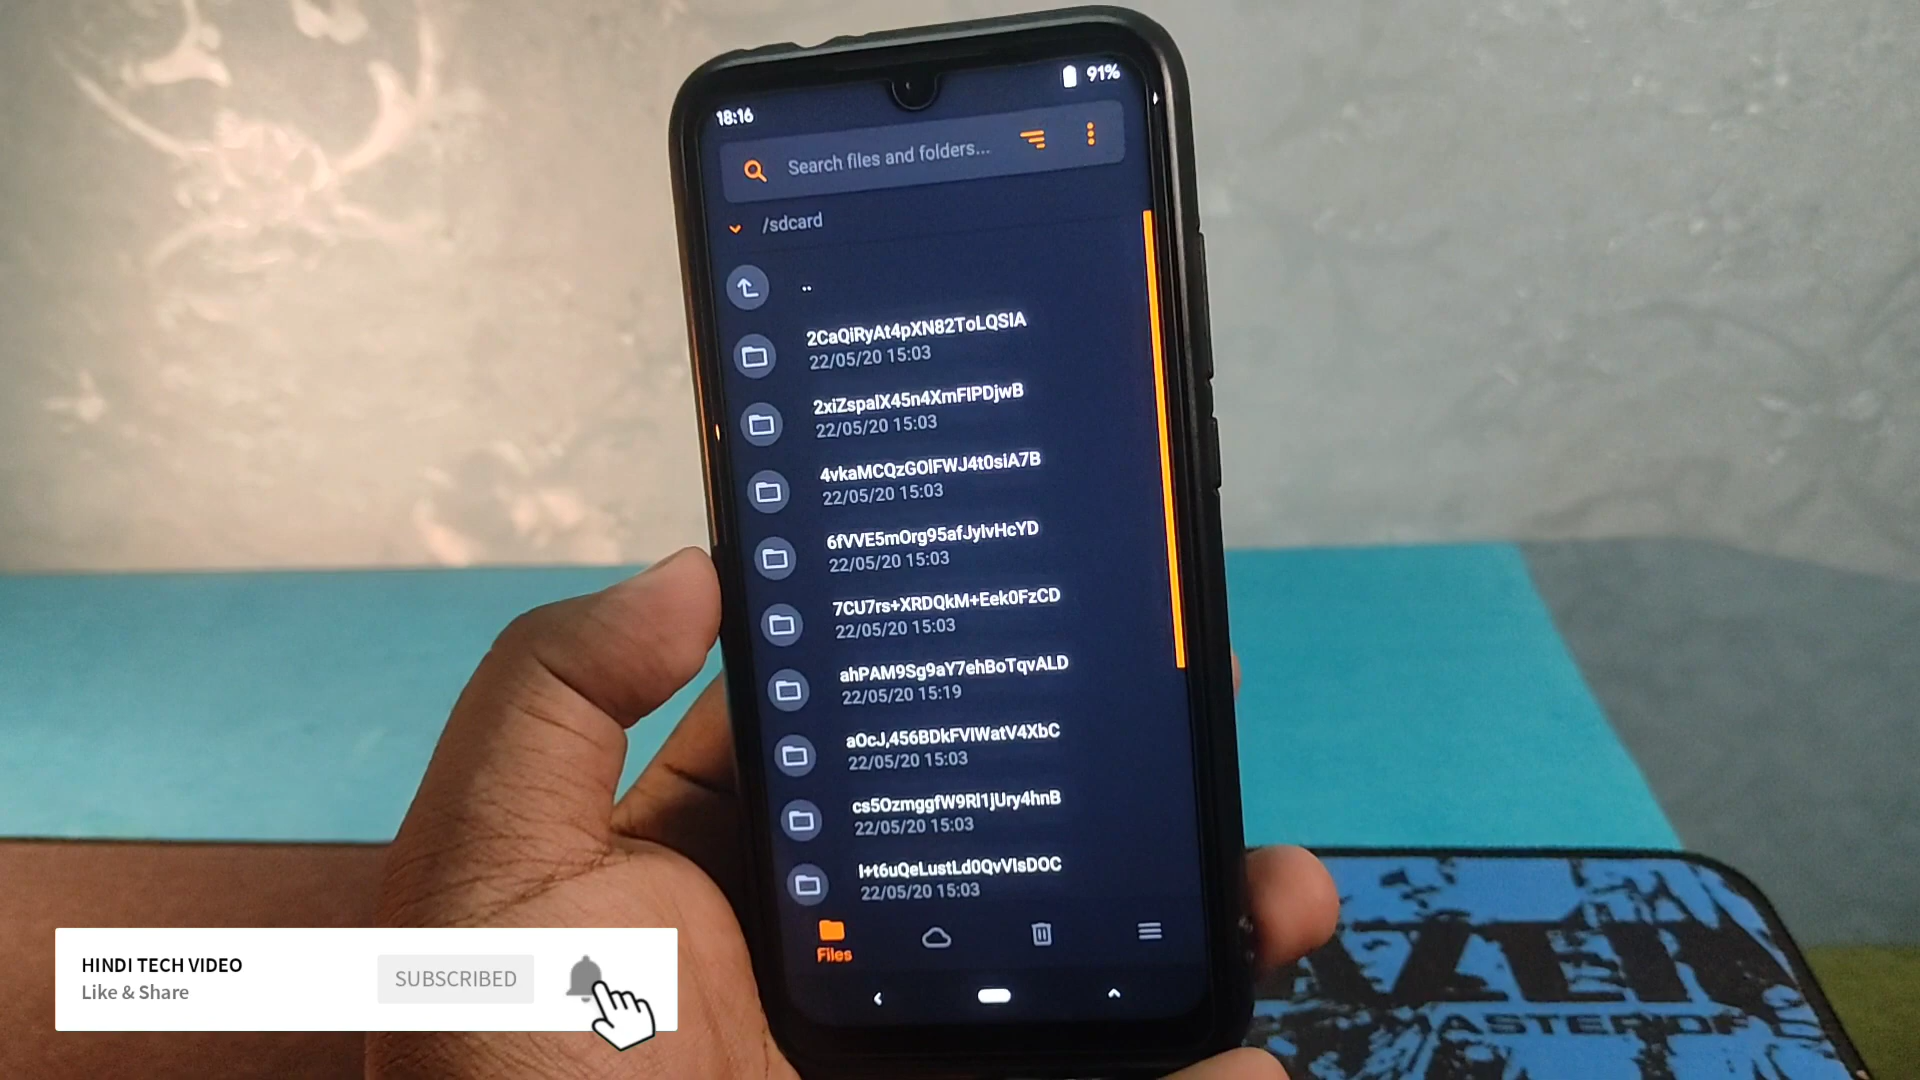 18:16
91%
Search files and folders...
/sdcard
..
2CaQiRyAt4pXN82ToLQSIA
22/05/20 15:03
2xiZspalX45n4XmFIPDjwB
22/05/20 15:03
4vkaMCQzGOIFWJ4t0siA7B
22/05/20 15:03
6fVVE5mOrg95afJyIvHcYD
22/05/20 15:03
7CU7rs+XRDQkM+Eek0FzCD
22/05/20 15:03
ahPAM9Sg9aY7ehBoTqvALD
22/05/20 15:19
aOcJ,456BDkFVIWatV4XbC
22/05/20 15:03
cs5OzmggfW9RI1jUry4hnB
22/05/20 15:03
l+t6uQeLustLd0QvVIsDOC
22/05/20 15:03
Files
HINDI TECH VIDEO
Like & Share
SUBSCRIBED
MASTER OF